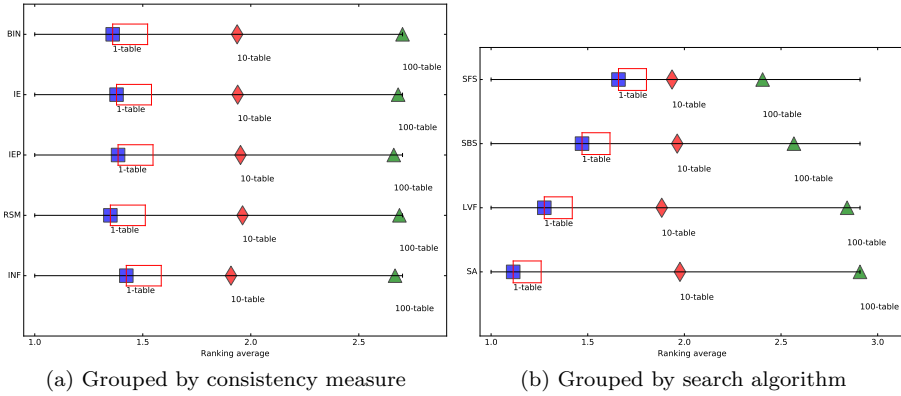 BIN
1-table
10-table
100-table
IE
1-table
10-table
100-table
IEP
1-table
10-table
100-table
RSM
1-table
10-table
100-table
INF
1-table
10-table
100-table
1.0 1.5 2.0 2.5
Ranking average
(a) Grouped by consistency measure
SFS
1-table
10-table
100-table
SBS
1-table
10-table
100-table
LVF
1-table
10-table
100-table
SA
1-table
10-table
100-table
1.0 1.5 2.0 2.5 3.0
Ranking average
(b) Grouped by search algorithm